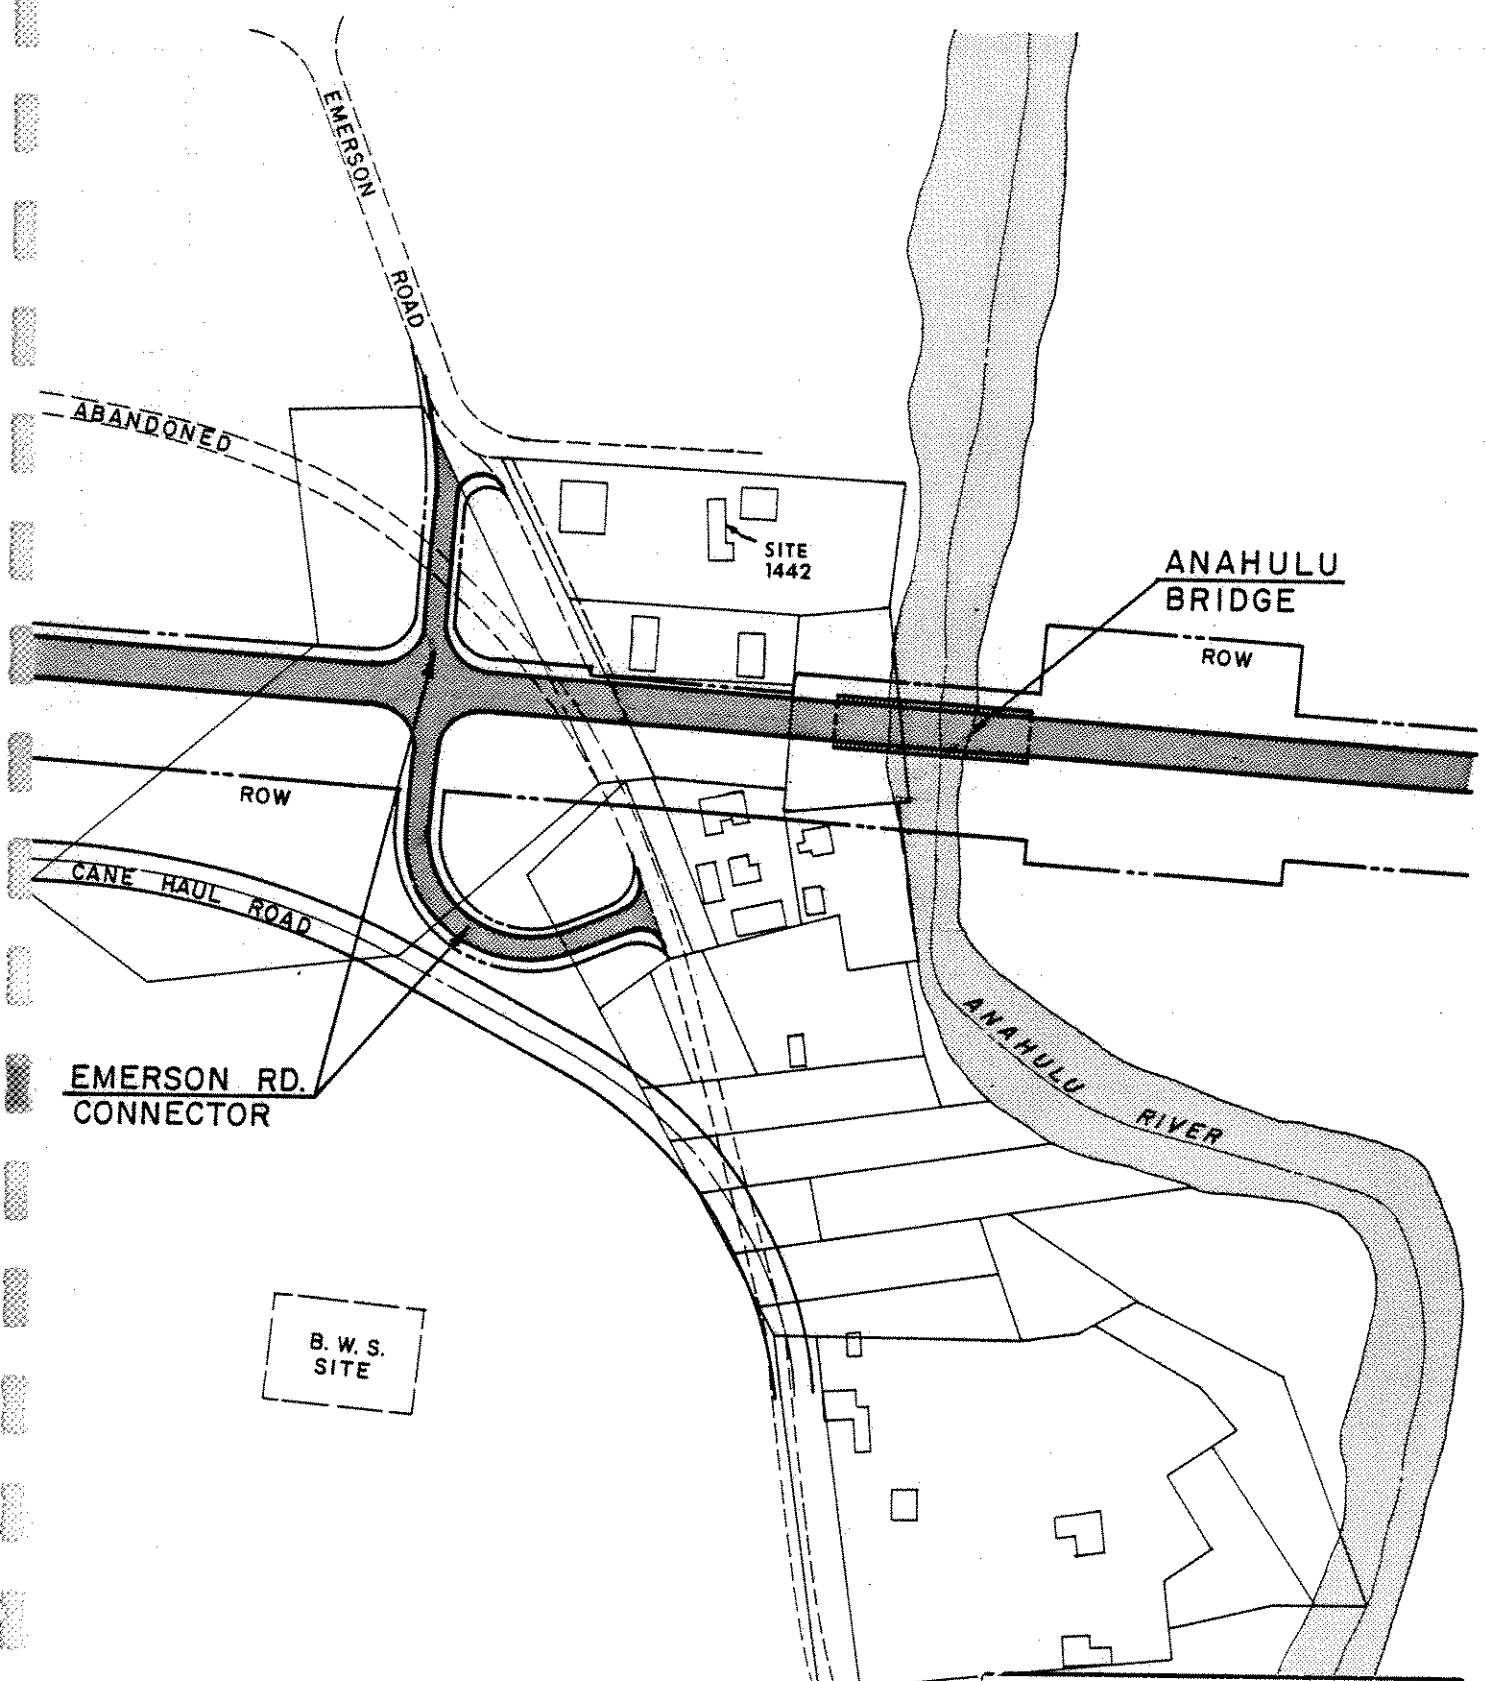 EMERSON
ROAD
ABANDONED
SITE
1442
ANAHULU
BRIDGE
ROW
ROW
CANE HAUL ROAD
ANAHULU RIVER
EMERSON RD.
CONNECTOR
B. W. S.
SITE